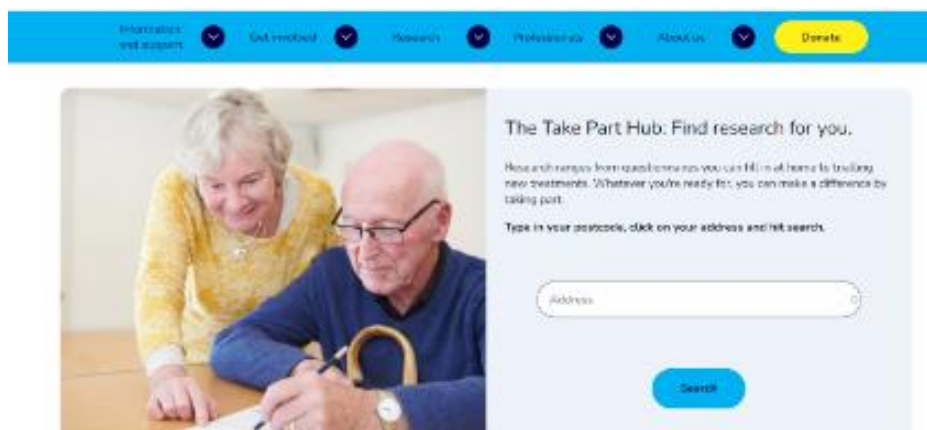 Information
and support
Get involved
Research
Professionals
About us
Donate
The Take Part Hub: Find research for you.
Research ranges from questionnaires you can fill in at home to trialling
new treatments. Whatever you're ready for, you can make a difference by
taking part.
Type in your postcode, click on your address and hit search.
Address
Search